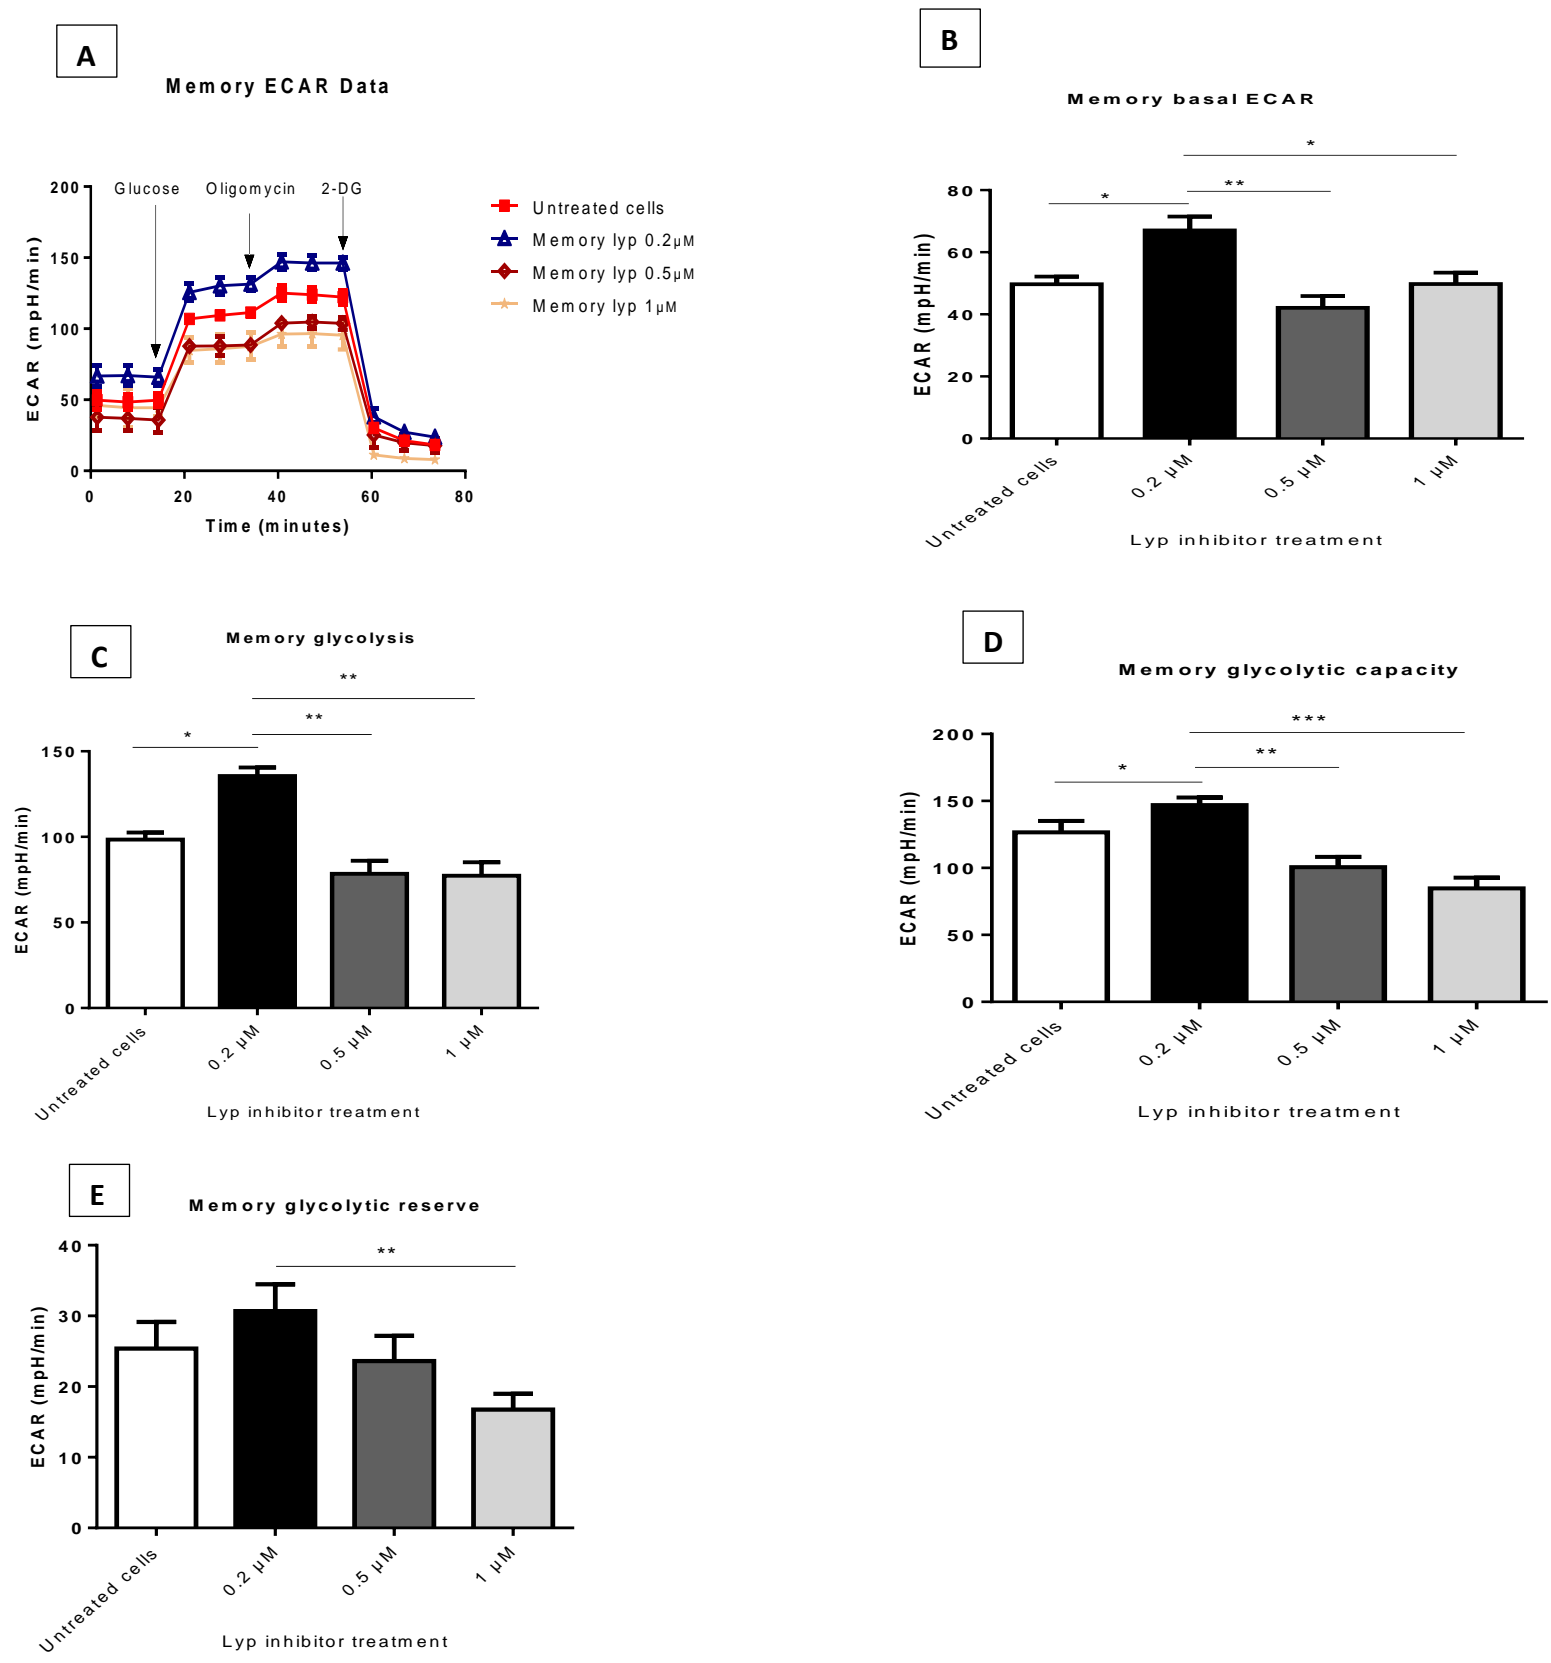 A
Memory ECAR Data
200
150
100
50
0
ECAR (mpH/min)
Glucose
Oligomycin
2-DG
0
20
40
60
80
Time (minutes)
Untreated cells
Memory lyp 0.2µM
Memory lyp 0.5µM
Memory lyp 1µM
B
Memory basal ECAR
*
**
*
80
60
40
20
0
ECAR (mpH/min)
Untreated cells
0.2 µM
0.5 µM
1 µM
Lyp inhibitor treatment
C
Memory glycolysis
**
**
*
150
100
50
0
ECAR (mpH/min)
Untreated cells
0.2 µM
0.5 µM
1 µM
Lyp inhibitor treatment
D
Memory glycolytic capacity
***
**
*
200
150
100
50
0
ECAR (mpH/min)
Untreated cells
0.2 µM
0.5 µM
1 µM
Lyp inhibitor treatment
E
Memory glycolytic reserve
**
40
30
20
10
0
ECAR (mpH/min)
Untreated cells
0.2 µM
0.5 µM
1 µM
Lyp inhibitor treatment